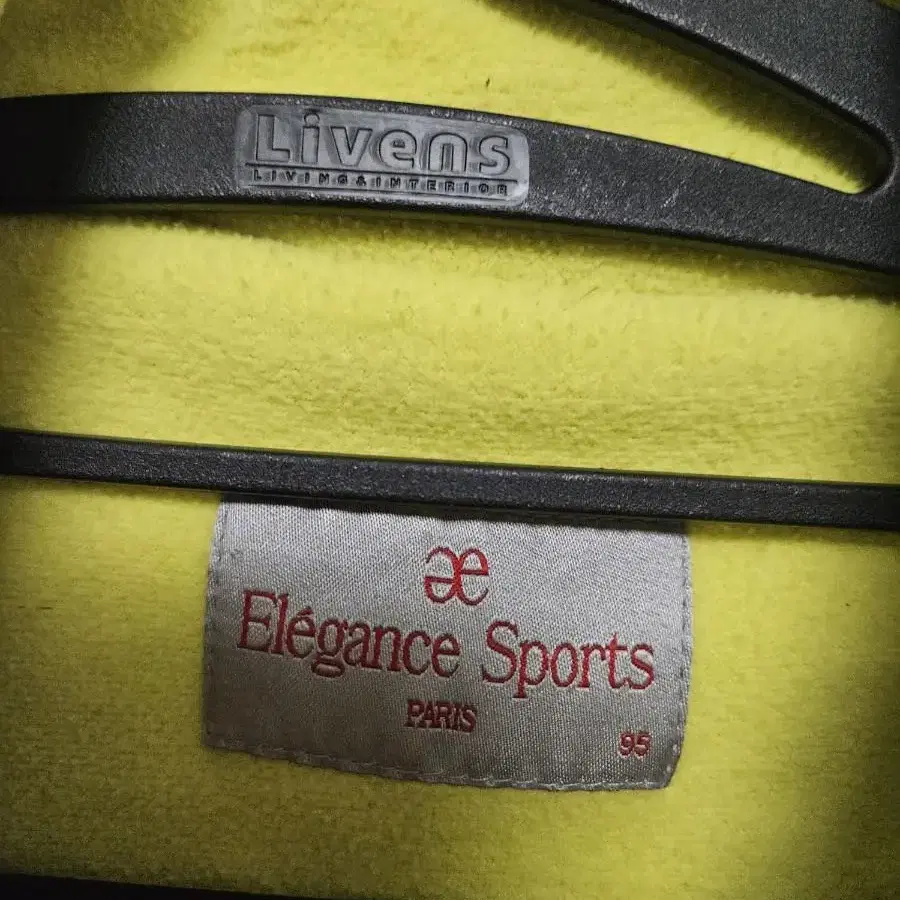 Livens
LIVING&INTERIOR
æ
Elégance Sports
PARIS
95